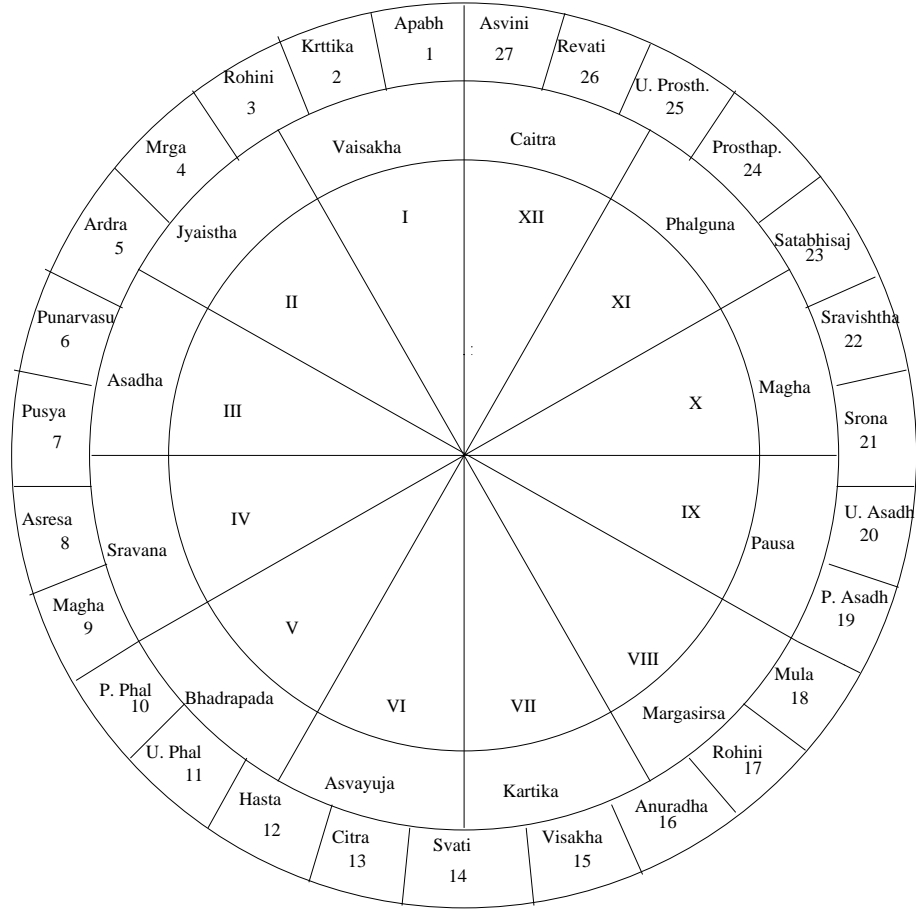 Apabh
1
Asvini
27
Revati
26
U. Prosth.
25
Prosthap.
24
Satabhisaj
23
Sravishtha
22
Srona
21
U. Asadh
20
P. Asadh
19
Mula
18
Rohini
17
Anuradha
16
Visakha
15
Svati
14
Citra
13
Hasta
12
U. Phal
11
P. Phal
10
Magha
9
Asresa
8
Pusya
7
Punarvasu
6
Ardra
5
Mrga
4
Rohini
3
Krttika
2
Vaisakha
Caitra
Phalguna
Magha
Pausa
Margasirsa
Kartika
Asvayuja
Bhadrapada
Sravana
Asadha
Jyaistha
I
XII
XI
X
IX
VIII
VII
VI
V
IV
III
II